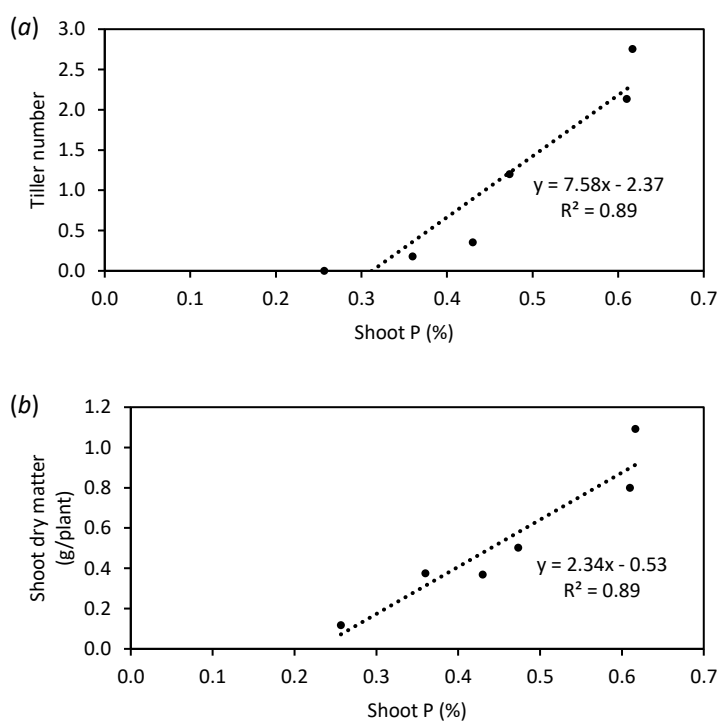 (a)
3.0
2.5
2.0
1.5
1.0
0.5
0.0
Tiller number
y = 7.58x - 2.37
R² = 0.89
0.0 0.1 0.2 0.3 0.4 0.5 0.6 0.7
Shoot P (%)
(b)
1.2
1.0
0.8
0.6
0.4
0.2
0.0
Shoot dry matter
(g/plant)
y = 2.34x - 0.53
R² = 0.89
0.0 0.1 0.2 0.3 0.4 0.5 0.6 0.7
Shoot P (%)